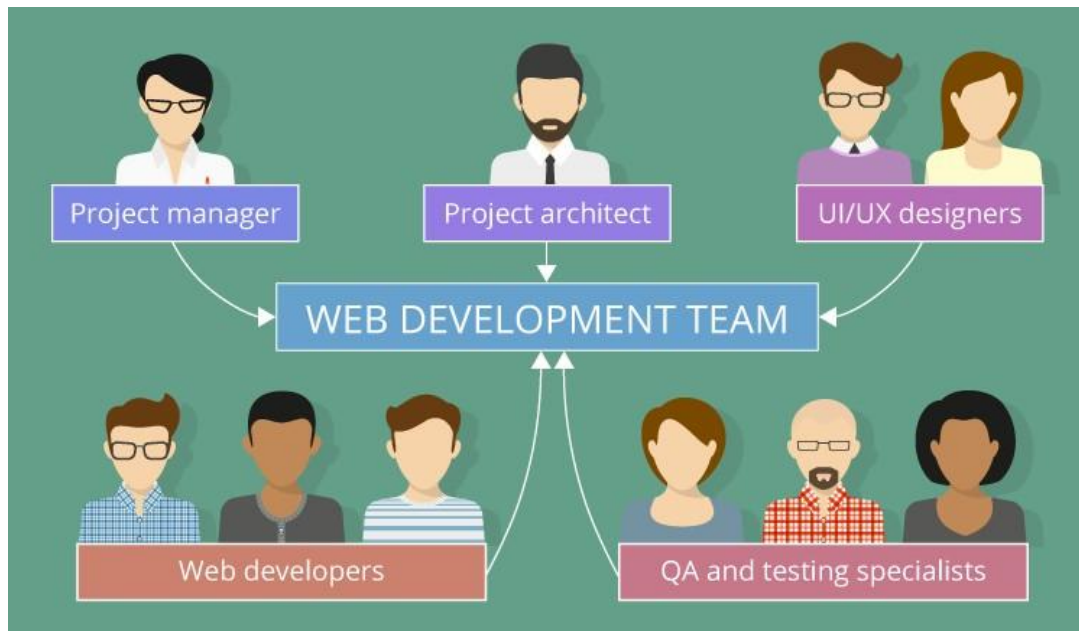 Project manager
Project architect
UI/UX designers
WEB DEVELOPMENT TEAM
Web developers
QA and testing specialists